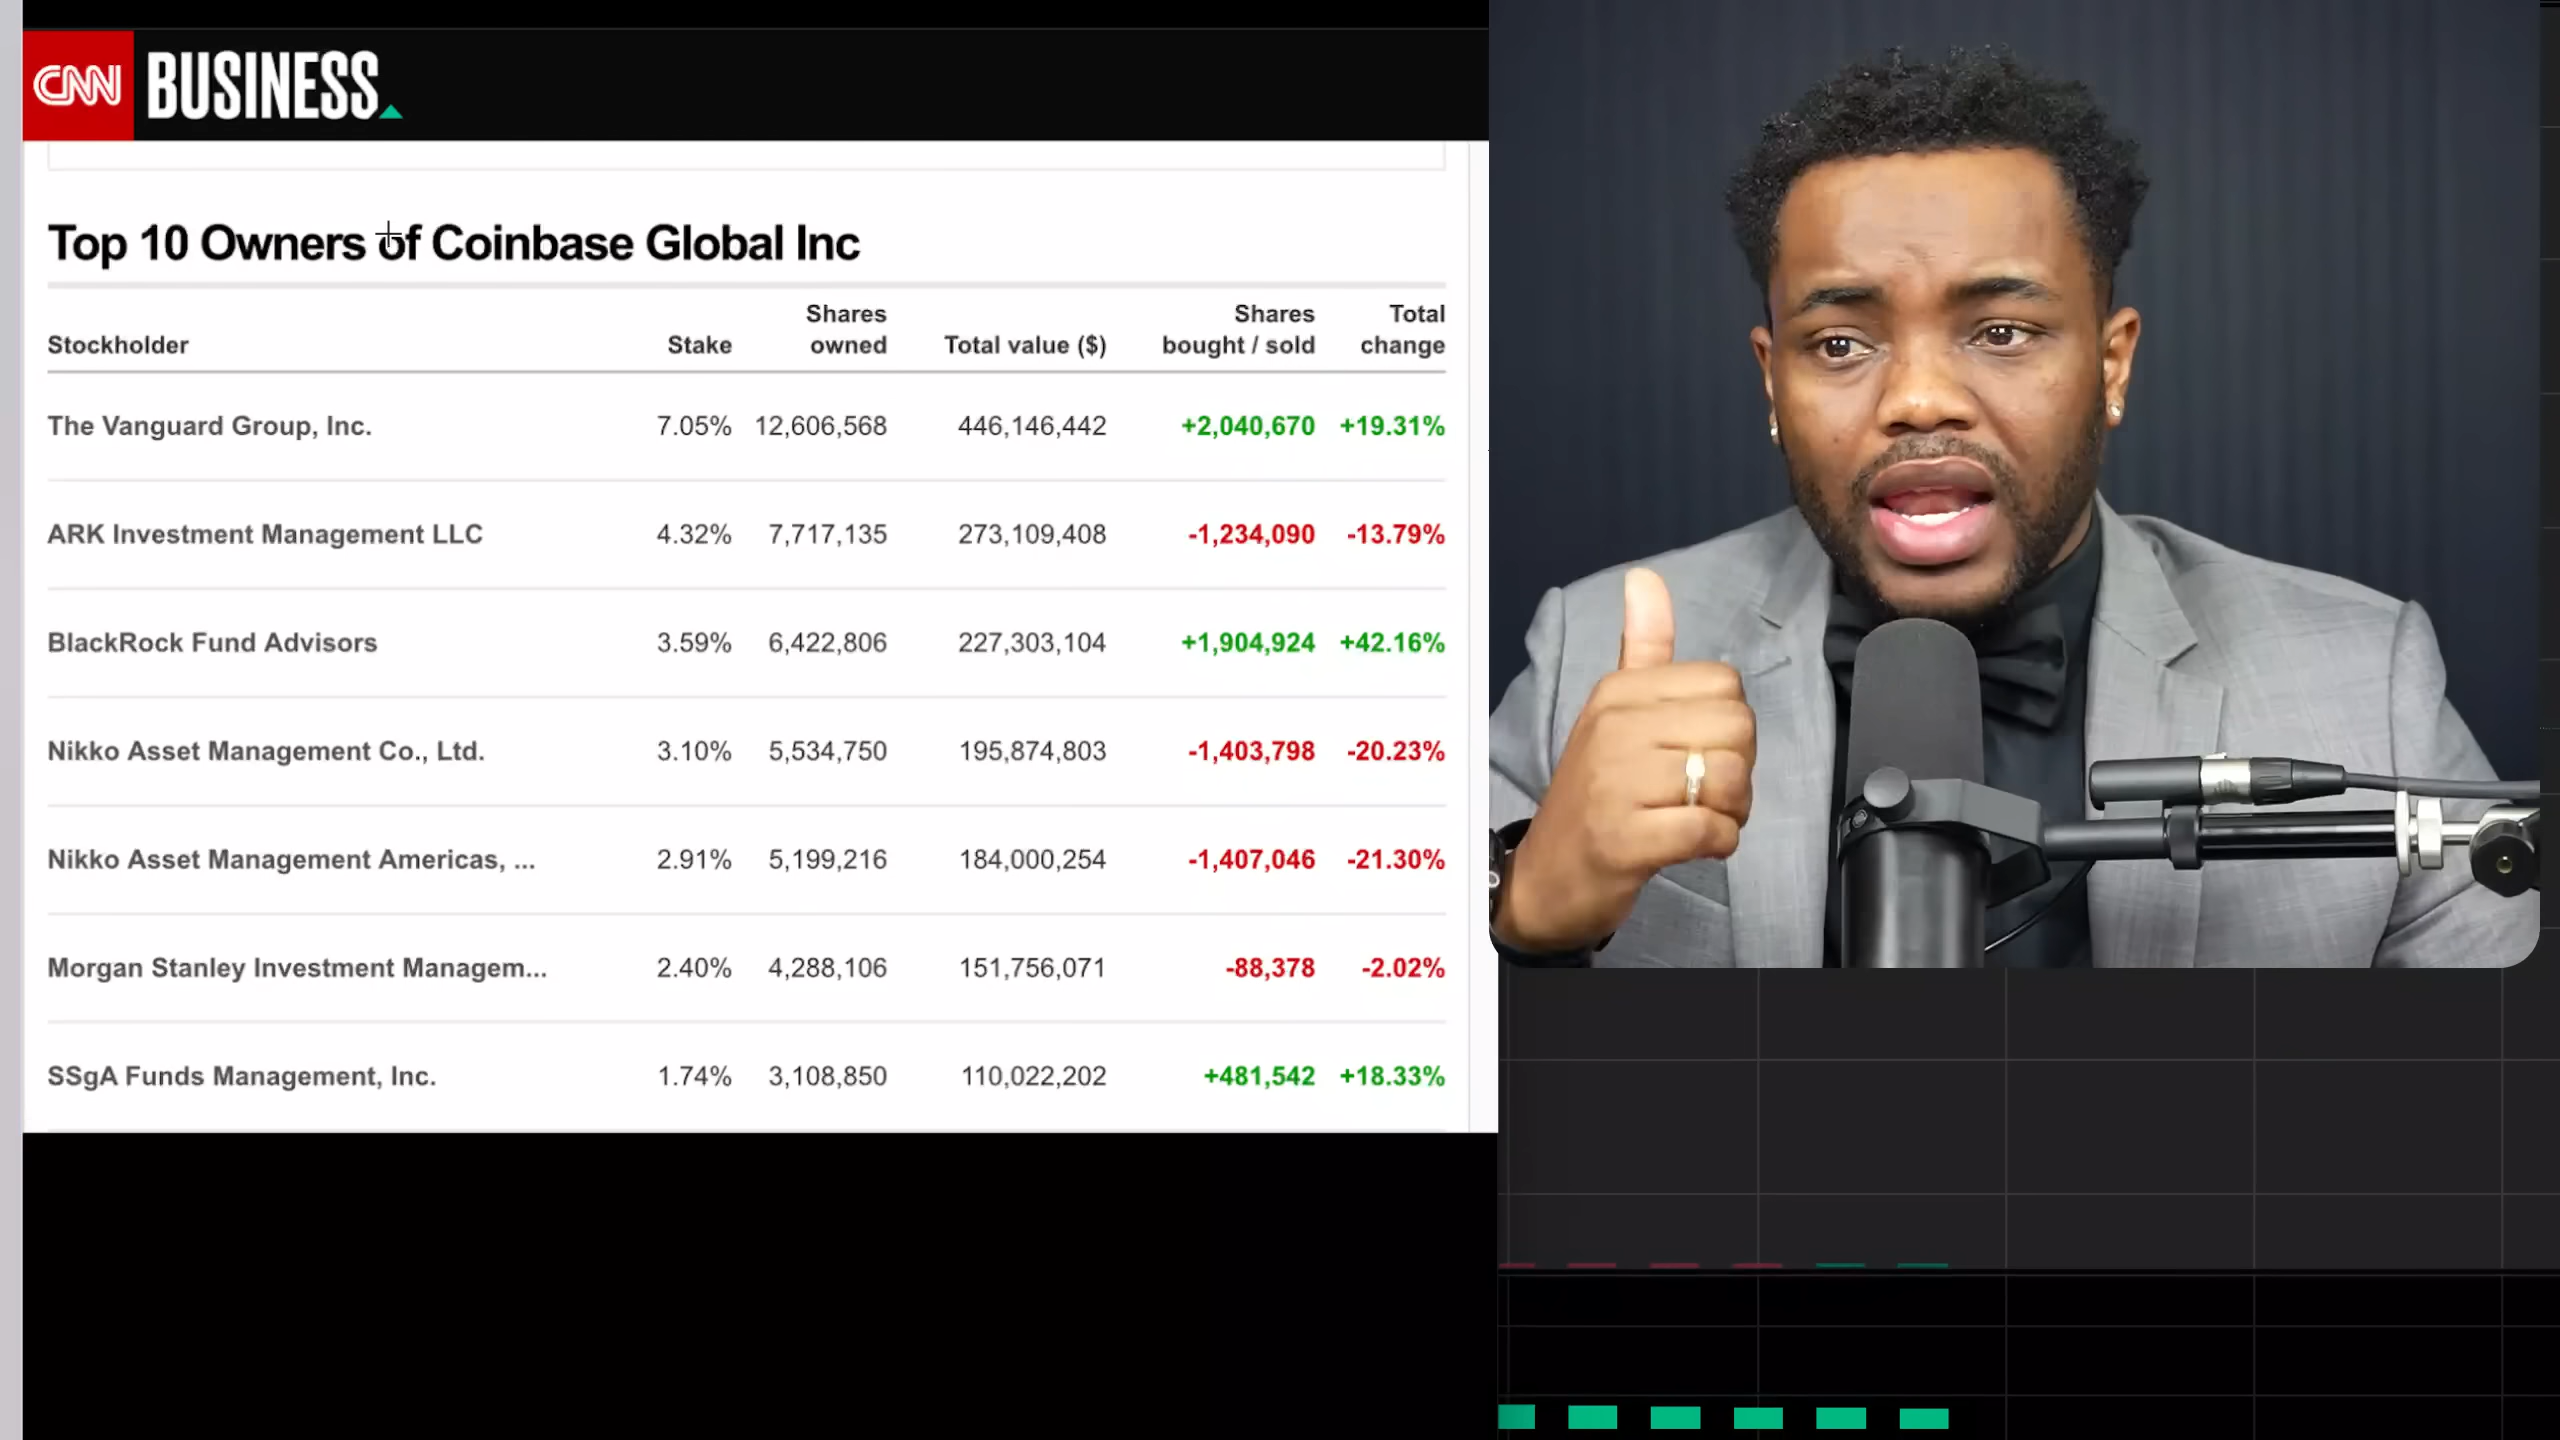 CNN BUSINESS
Top 10 Owners of Coinbase Global Inc
Stockholder Stake Shares owned Total value ($) Shares bought / sold Total change
The Vanguard Group, Inc. 7.05% 12,606,568 446,146,442 +2,040,670 +19.31%
ARK Investment Management LLC 4.32% 7,717,135 273,109,408 -1,234,090 -13.79%
BlackRock Fund Advisors 3.59% 6,422,806 227,303,104 +1,904,924 +42.16%
Nikko Asset Management Co., Ltd. 3.10% 5,534,750 195,874,803 -1,403,798 -20.23%
Nikko Asset Management Americas, ... 2.91% 5,199,216 184,000,254 -1,407,046 -21.30%
Morgan Stanley Investment Managem... 2.40% 4,288,106 151,756,071 -88,378 -2.02%
SSgA Funds Management, Inc. 1.74% 3,108,850 110,022,202 +481,542 +18.33%